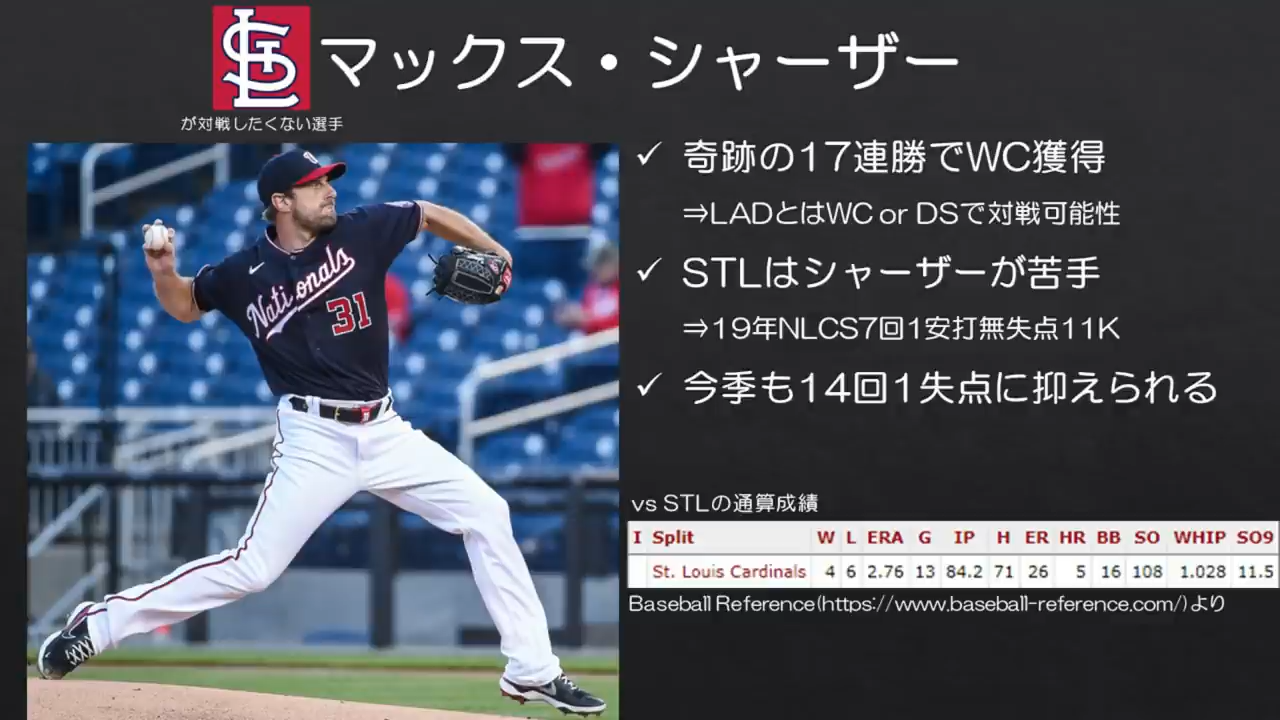 STL
マックス・シャーザー
が対戦したくない選手
✓ 奇跡の17連勝でWC獲得
⇒LADとはWC or DSで対戦可能性
✓ STLはシャーザーが苦手
⇒19年NLCS7回1安打無失点11K
✓ 今季も14回1失点に抑えられる
Nationals
31
vs STLの通算成績
I Split W L ERA G IP H ER HR BB SO WHIP SO9
St. Louis Cardinals 4 6 2.76 13 84.2 71 26 5 16 108 1.028 11.5
Baseball Reference(https://www.baseball-reference.com/)より